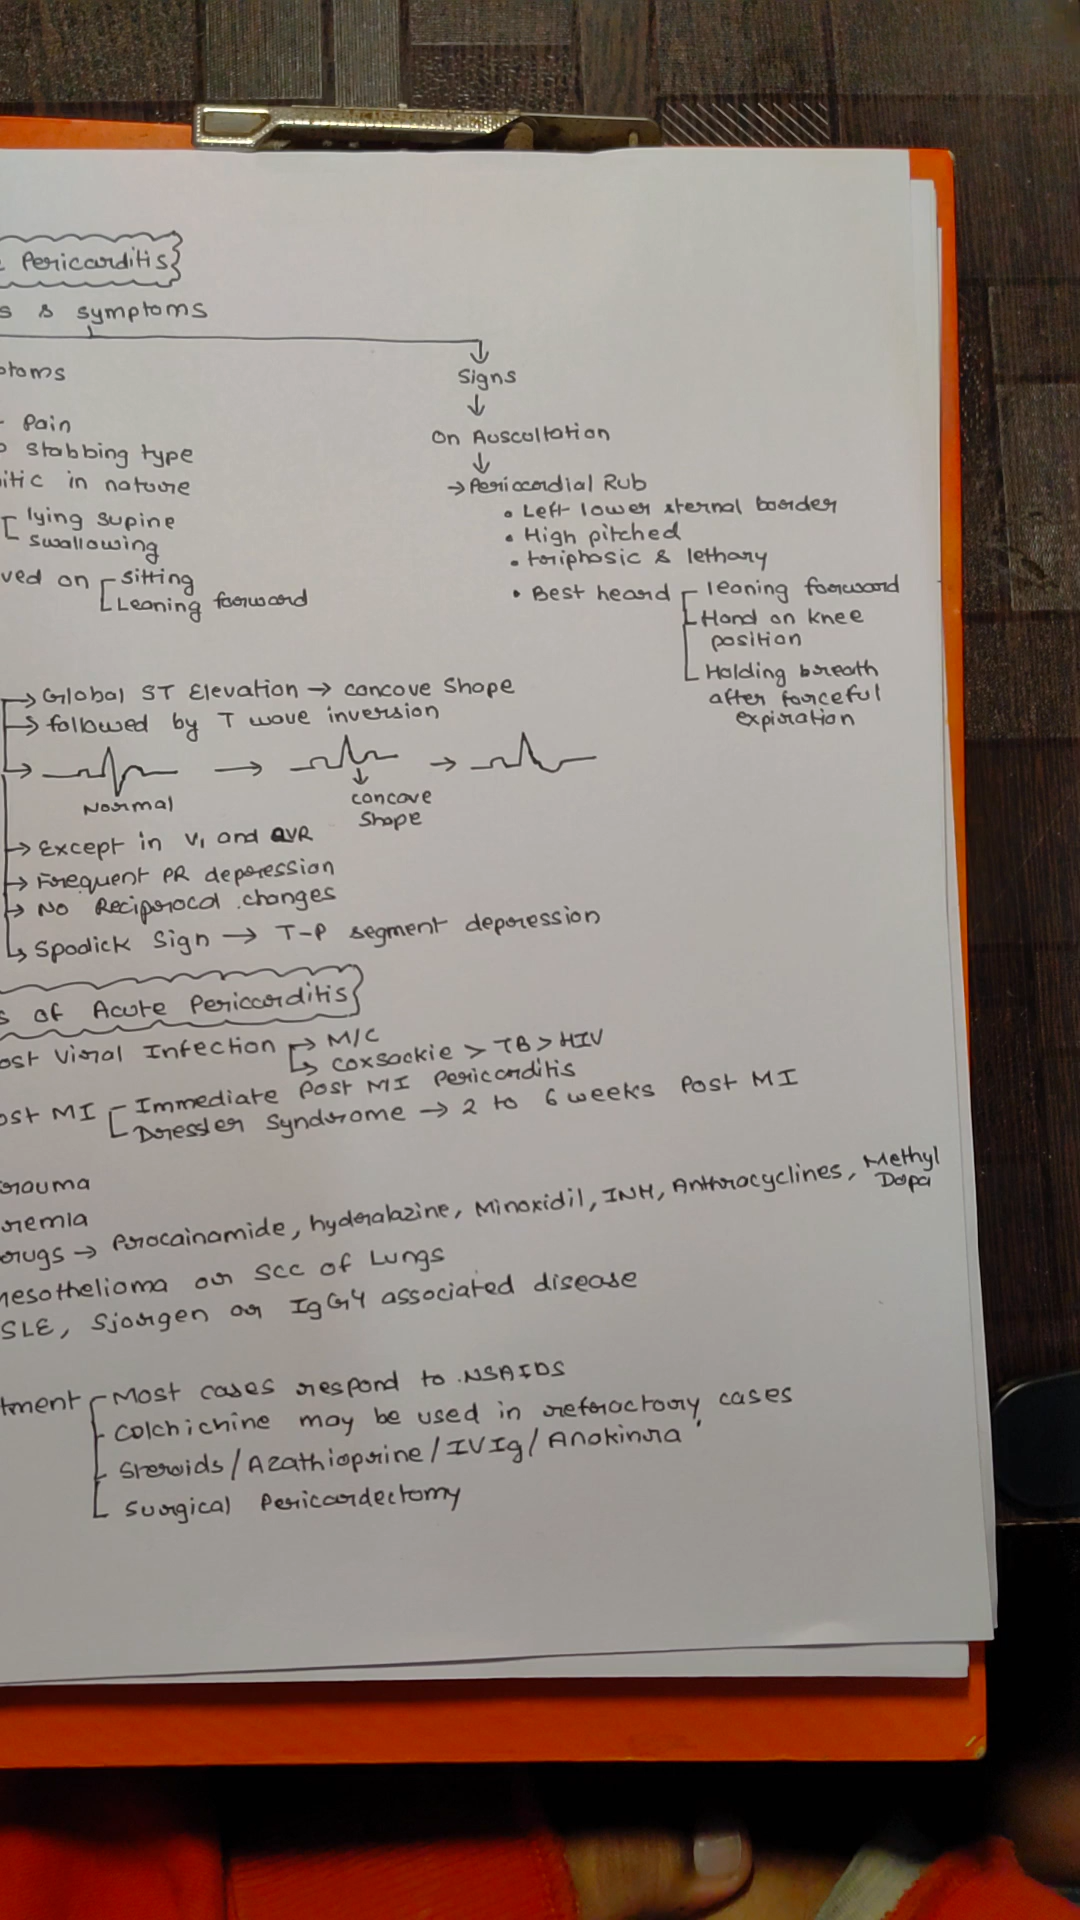 Pericarditis
s & symptoms
ptoms
Signs
Pain
On Auscultation
stabbing type
itic in nature
→ Pericardial Rub
lying supine
• Left lower sternal border
swallowing
• High pitched
ved on sitting
• triphasic & lethary
Leaning forward
• Best heard leaning forward
Hand on knee
position
Holding breath
after forceful
expiration
→ Global ST Elevation → concave shape
→ followed by T wave inversion
→ → →
Normal
concave
shape
→ Except in V1 and aVR
→ Frequent PR depression
→ No Reciprocal changes
→ Spodick Sign → T-P segment depression
s of Acute Pericarditis
ost Viral Infection → M/C
→ coxsackie > TB > HIV
ost MI Immediate Post MI Pericarditis
Dressler Syndrome → 2 to 6 weeks Post MI
rauma
remia
rugs → Procainamide, hyderalazine, Minoxidil, INH, Anthracyclines, Methyl
Dopa
esothelioma or SCC of Lungs
SLE, Sjorgen or IgG4 associated disease
tment Most cases respond to NSAIDS
Colchichine may be used in refractory cases
Steroids / Azathioprine / IVIg / Anakinra
Surgical Pericardectomy